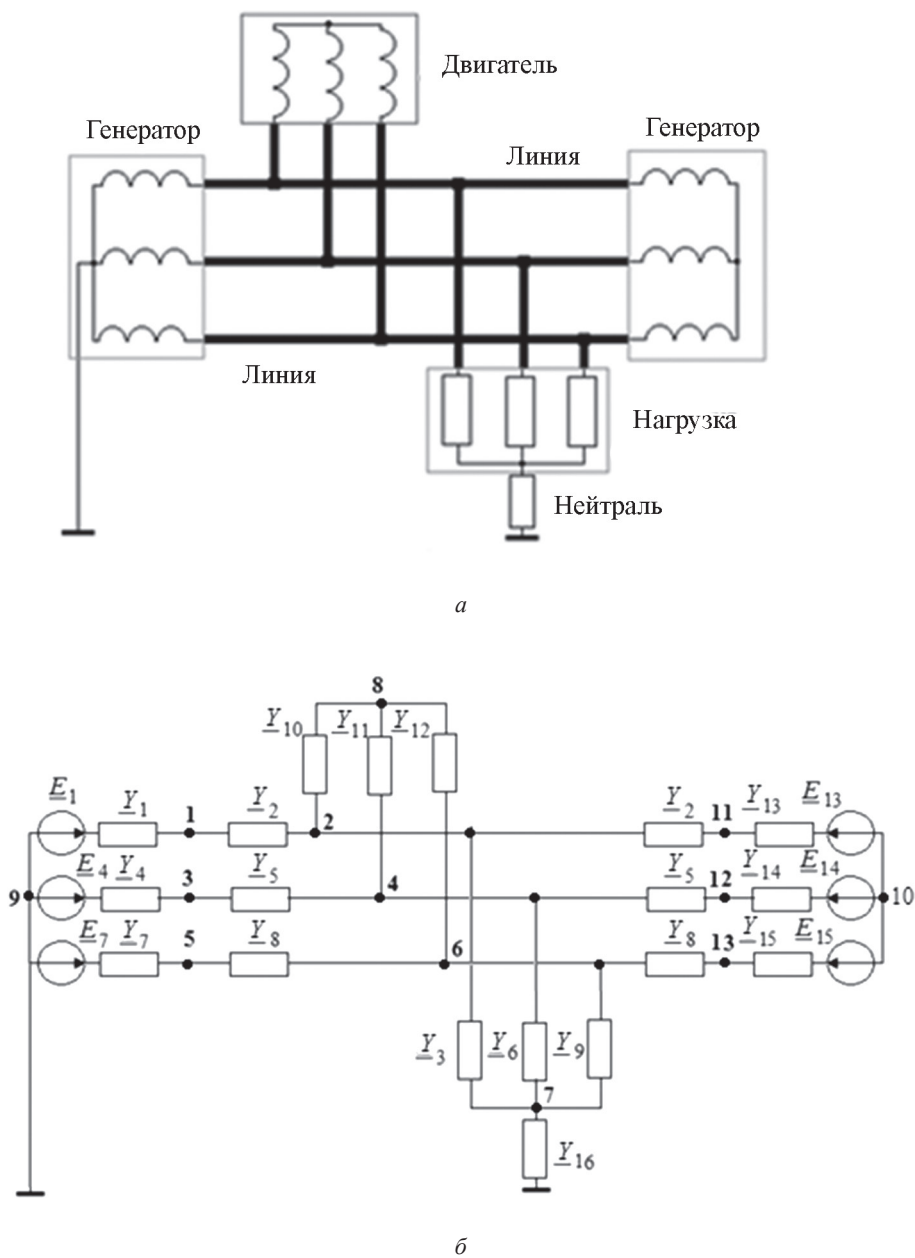 Двигатель
Генератор
Генератор
Линия
Линия
Нагрузка
Нейтраль
а
8
Y10 Y11 Y12
E1 Y1 1 Y2 2 Y2 11 Y13 E13
9 E4 Y4 3 Y5 4 Y5 12 Y14 E14 10
E7 Y7 5 Y8 6 Y8 13 Y15 E15
Y3 Y6 Y9
7
Y16
б